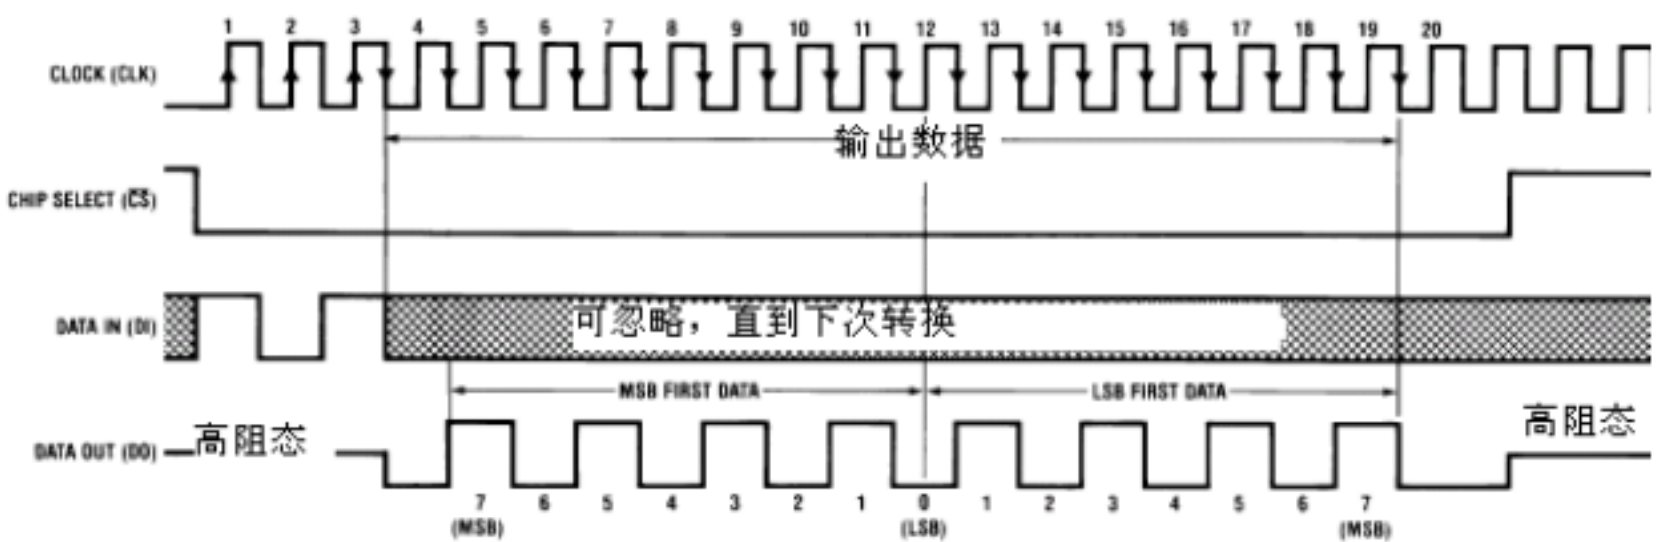 1 2 3 4 5 6 7 8 9 10 11 12 13 14 15 16 17 18 19 20
CLOCK (CLK)
输出数据
CHIP SELECT (CS)
DATA IN (DI)
可忽略，直到下次转换
MSB FIRST DATA
LSB FIRST DATA
DATA OUT (DO)
高阻态
高阻态
7 6 5 4 3 2 1 0 1 2 3 4 5 6 7
(MSB) (LSB) (MSB)